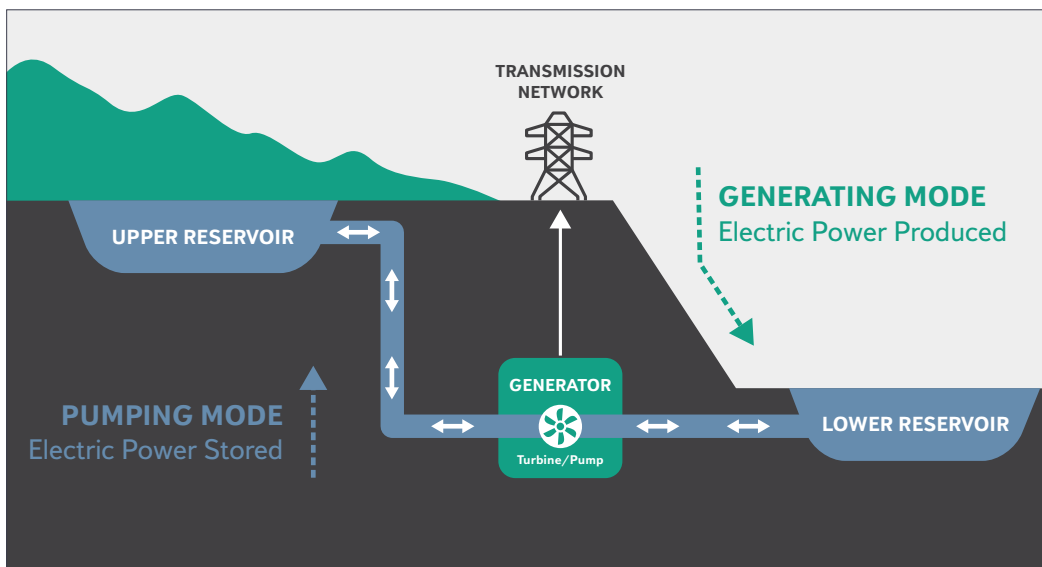 TRANSMISSION
NETWORK
GENERATING MODE
Electric Power Produced
UPPER RESERVOIR
GENERATOR
PUMPING MODE
Electric Power Stored
LOWER RESERVOIR
Turbine/Pump